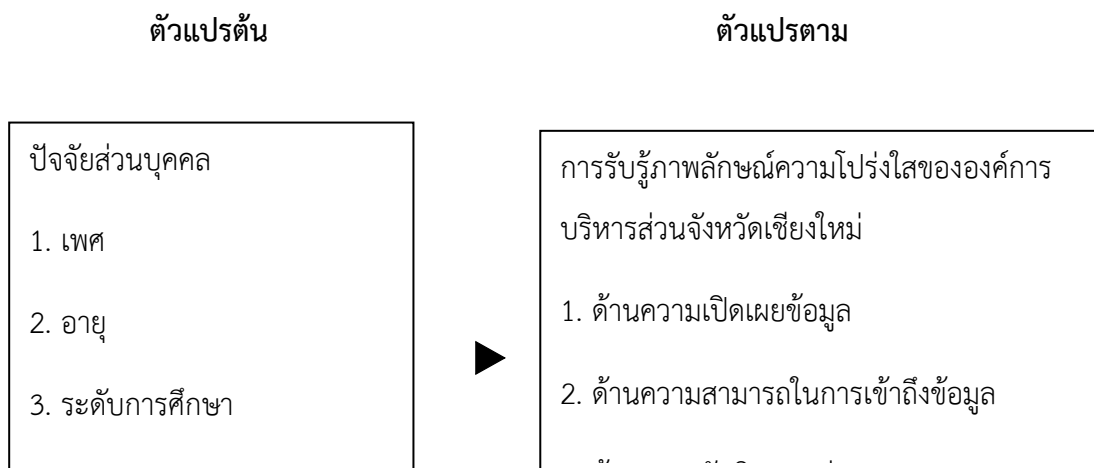 ตัวแปรต้น
ตัวแปรตาม
ปัจจัยส่วนบุคคล
1. เพศ
2. อายุ
3. ระดับการศึกษา
การรับรู้ภาพลักษณ์ความโปร่งใสขององค์การ
บริหารส่วนจังหวัดเชียงใหม่
1. ด้านความเปิดเผยข้อมูล
2. ด้านความสามารถในการเข้าถึงข้อมูล